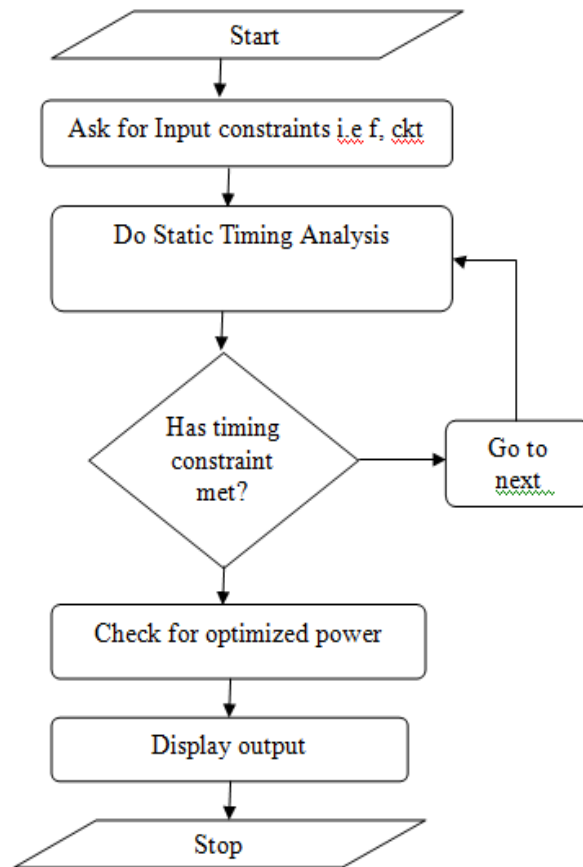 Start
Ask for Input constraints i.e f, ckt
Do Static Timing Analysis
Has timing
constraint
met?
Go to
next
Check for optimized power
Display output
Stop